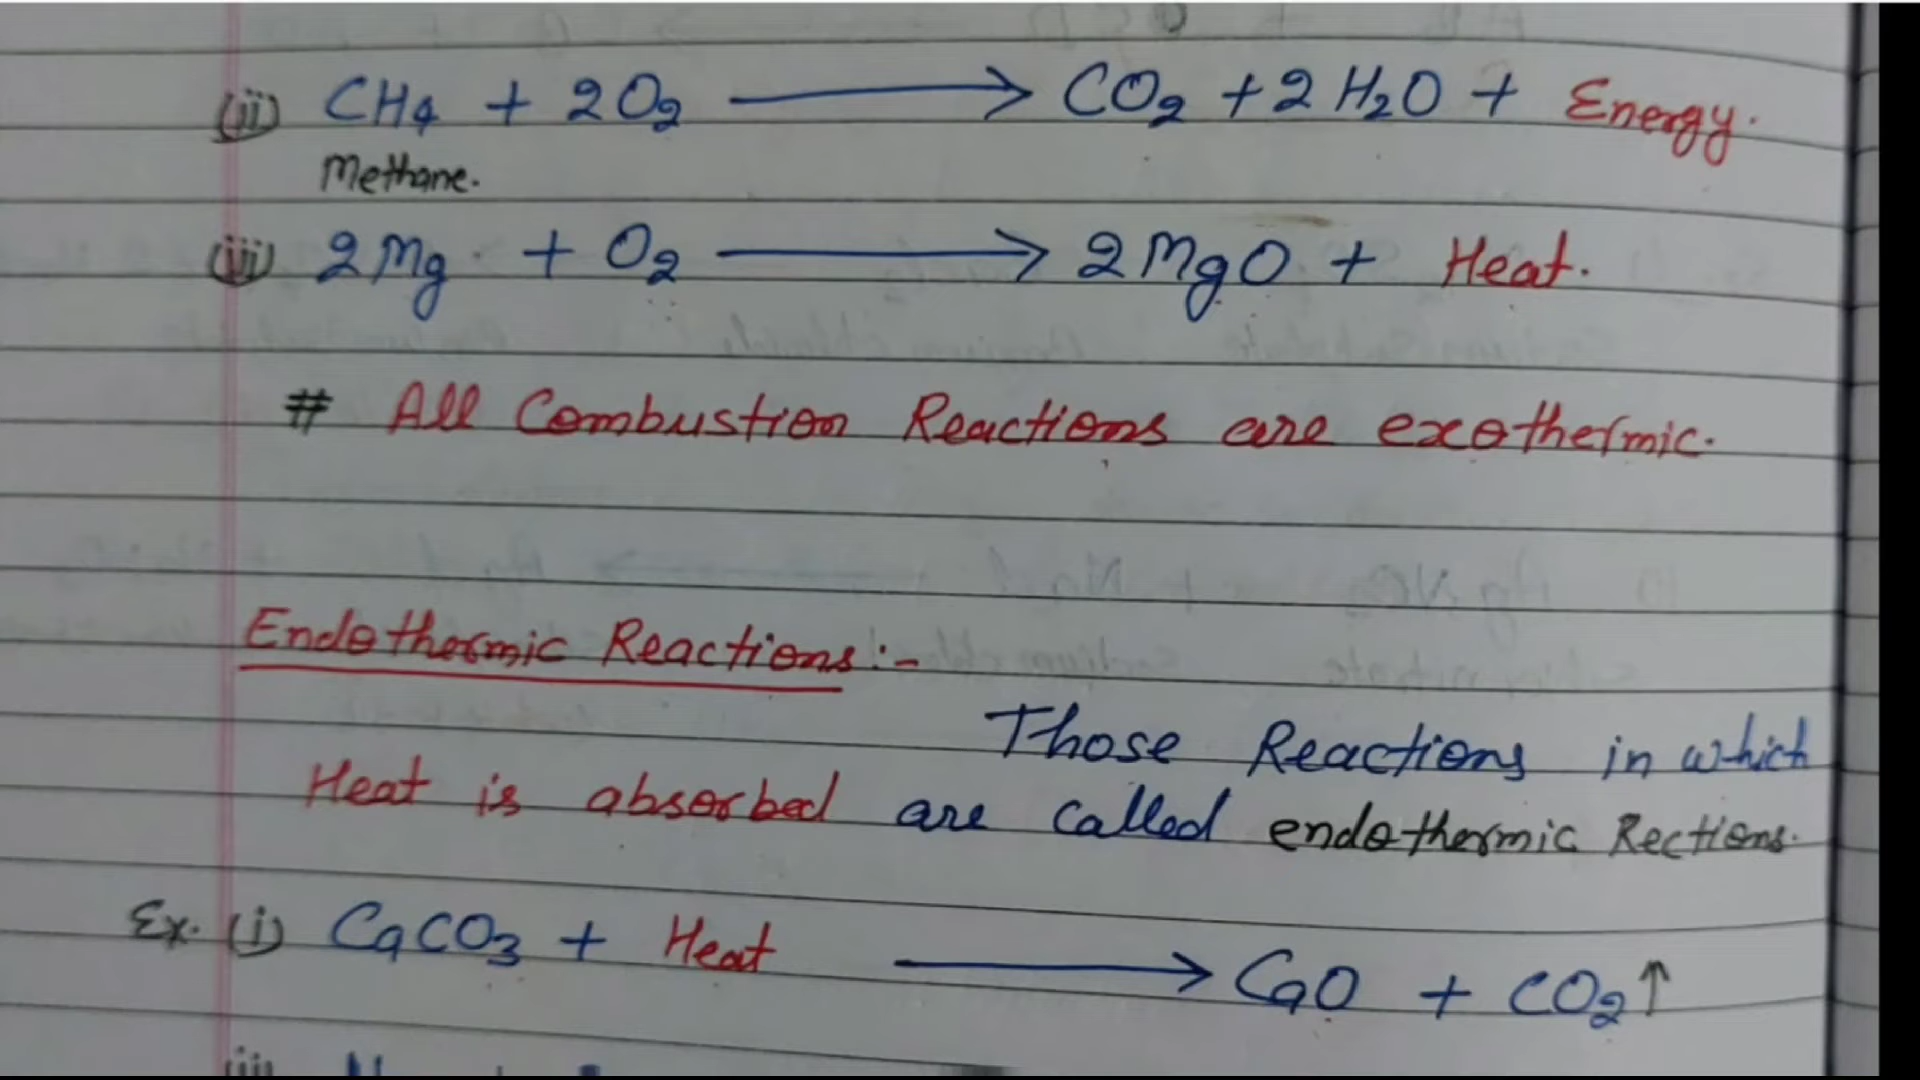 (ii) CH4 + 2O2 ⟶ CO2 + 2H2O + Energy.
Methane.
(iii) 2Mg + O2 ⟶ 2MgO + Heat.
# All Combustion Reactions are exothermic.
Endothermic Reactions :-
Those Reactions in which
Heat is absorbed are called endothermic Rections.
Ex. (i) CaCO3 + Heat ⟶ CaO + CO2↑